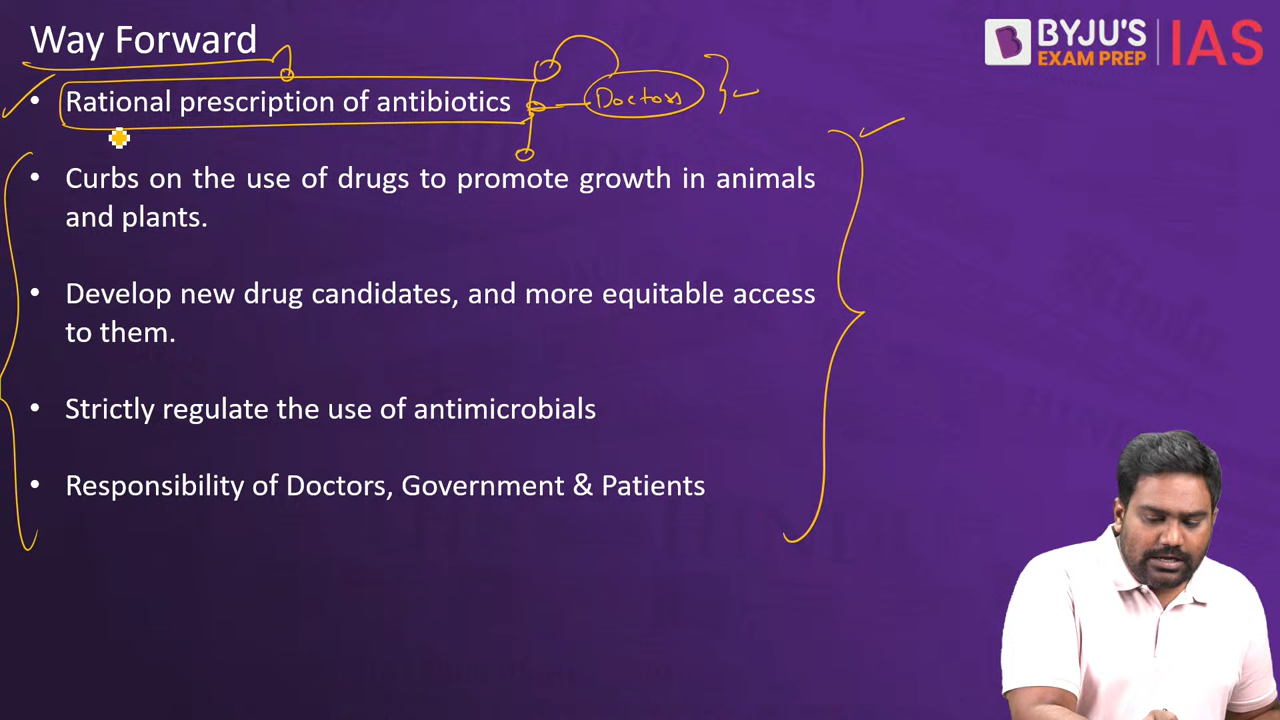 Way Forward
BYJU'S
EXAM PREP
IAS
• Rational prescription of antibiotics
Doctors
• Curbs on the use of drugs to promote growth in animals
and plants.
• Develop new drug candidates, and more equitable access
to them.
• Strictly regulate the use of antimicrobials
• Responsibility of Doctors, Government & Patients